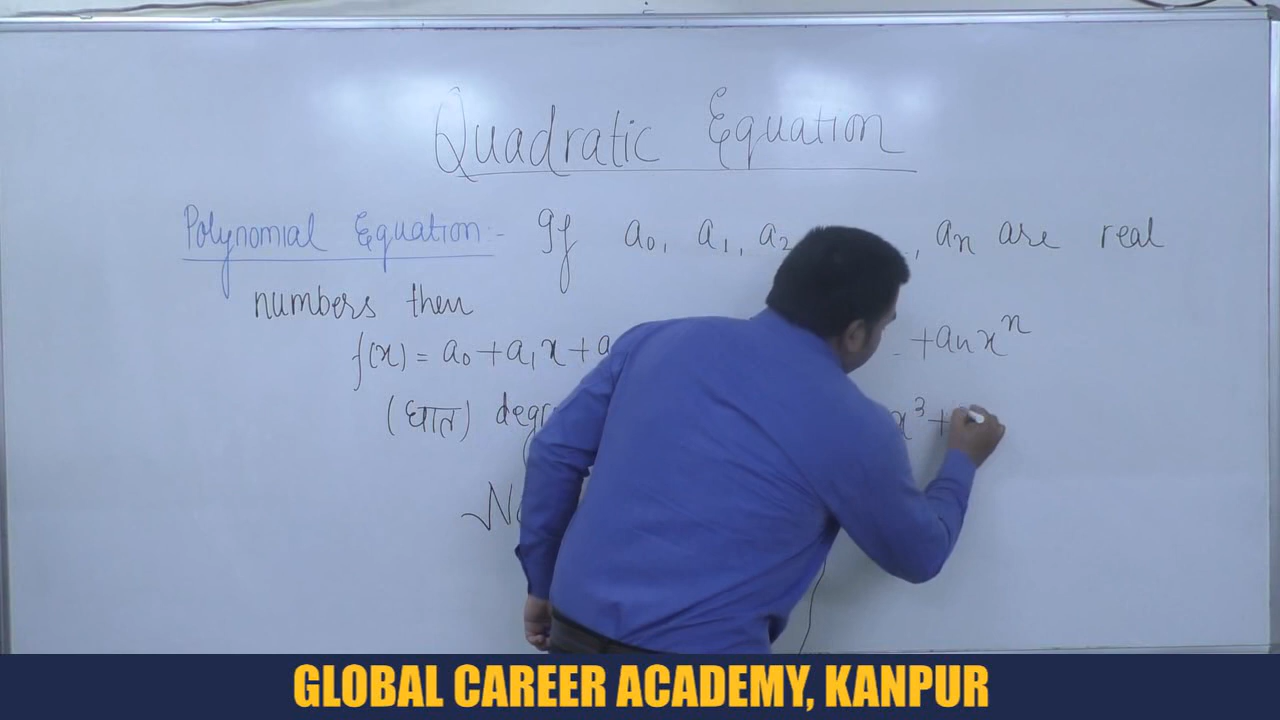 Quadratic Equation
Polynomial Equation:- If a₀, a₁, a₂ , aₙ are real
numbers then
f(x) = a₀ + a₁x + a - + aₙxⁿ
(घात) x³ +
GLOBAL CAREER ACADEMY, KANPUR